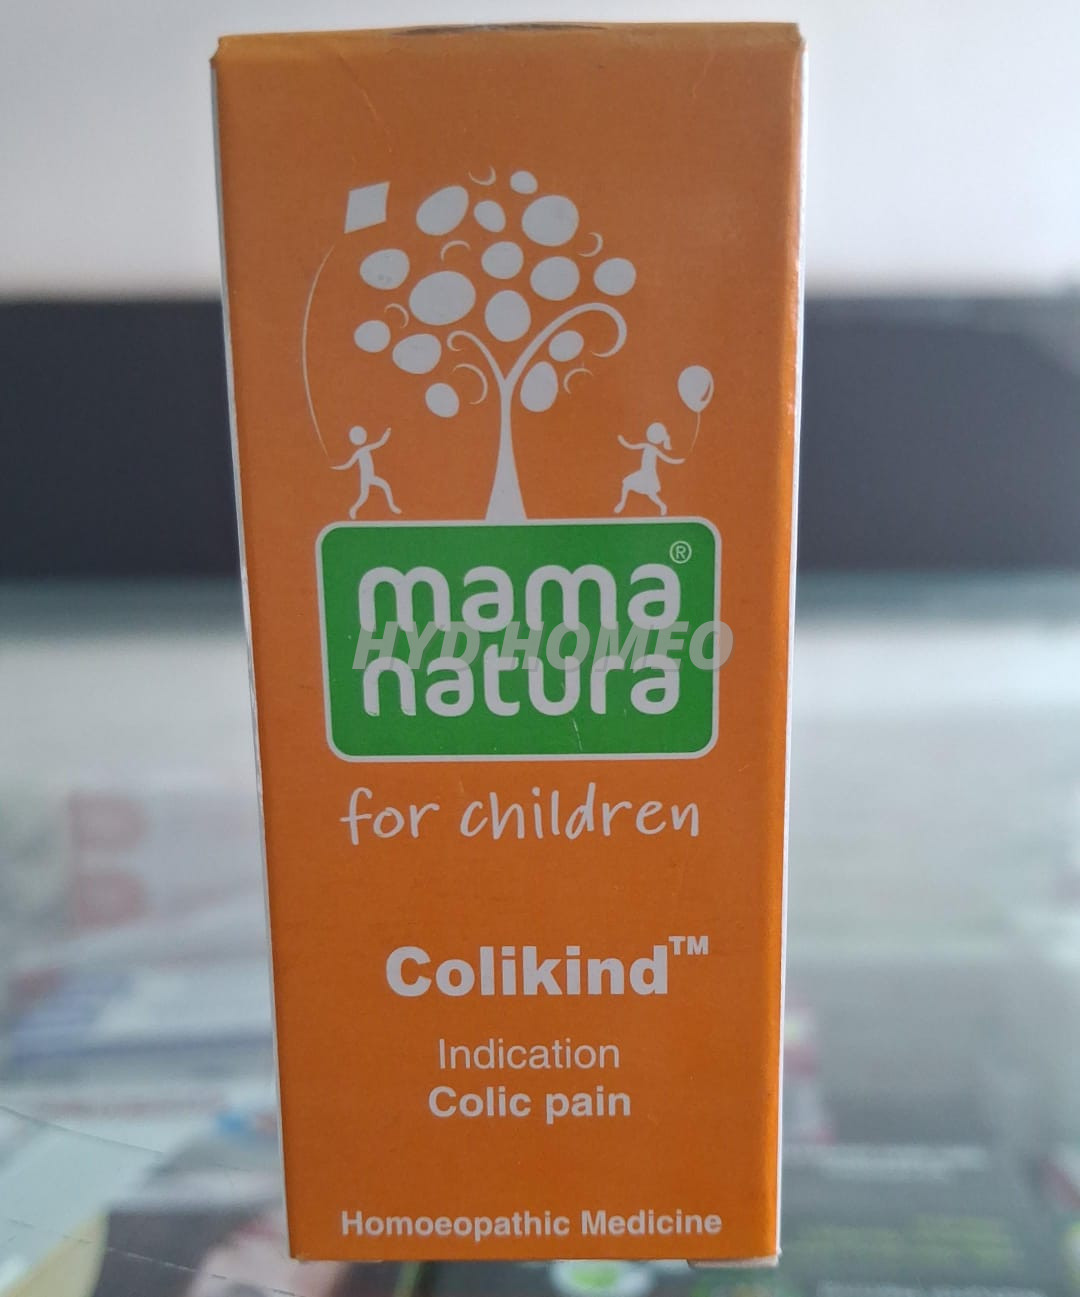 mama®
HYD HOMEO
natura
for children
Colikind™
Indication
Colic pain
Homoeopathic Medicine